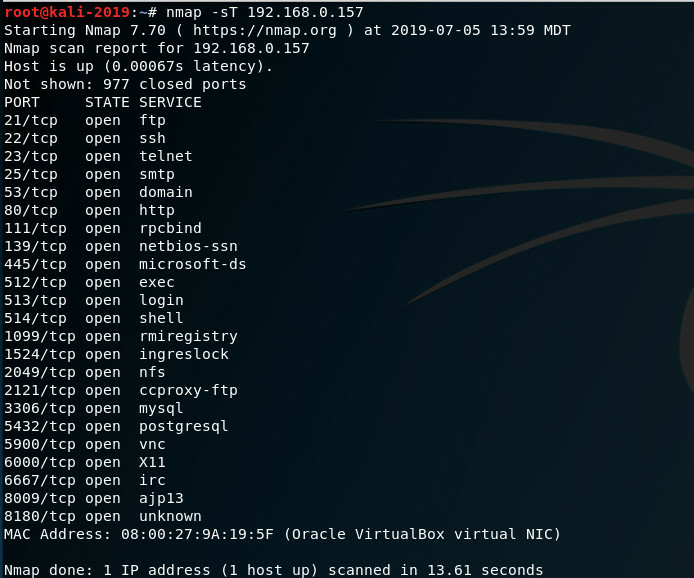 root@kali-2019:~# nmap -sT 192.168.0.157
Starting Nmap 7.70 ( https://nmap.org ) at 2019-07-05 13:59 MDT
Nmap scan report for 192.168.0.157
Host is up (0.00067s latency).
Not shown: 977 closed ports
PORT     STATE SERVICE
21/tcp   open  ftp
22/tcp   open  ssh
23/tcp   open  telnet
25/tcp   open  smtp
53/tcp   open  domain
80/tcp   open  http
111/tcp  open  rpcbind
139/tcp  open  netbios-ssn
445/tcp  open  microsoft-ds
512/tcp  open  exec
513/tcp  open  login
514/tcp  open  shell
1099/tcp open  rmiregistry
1524/tcp open  ingreslock
2049/tcp open  nfs
2121/tcp open  ccproxy-ftp
3306/tcp open  mysql
5432/tcp open  postgresql
5900/tcp open  vnc
6000/tcp open  X11
6667/tcp open  irc
8009/tcp open  ajp13
8180/tcp open  unknown
MAC Address: 08:00:27:9A:19:5F (Oracle VirtualBox virtual NIC)
Nmap done: 1 IP address (1 host up) scanned in 13.61 seconds